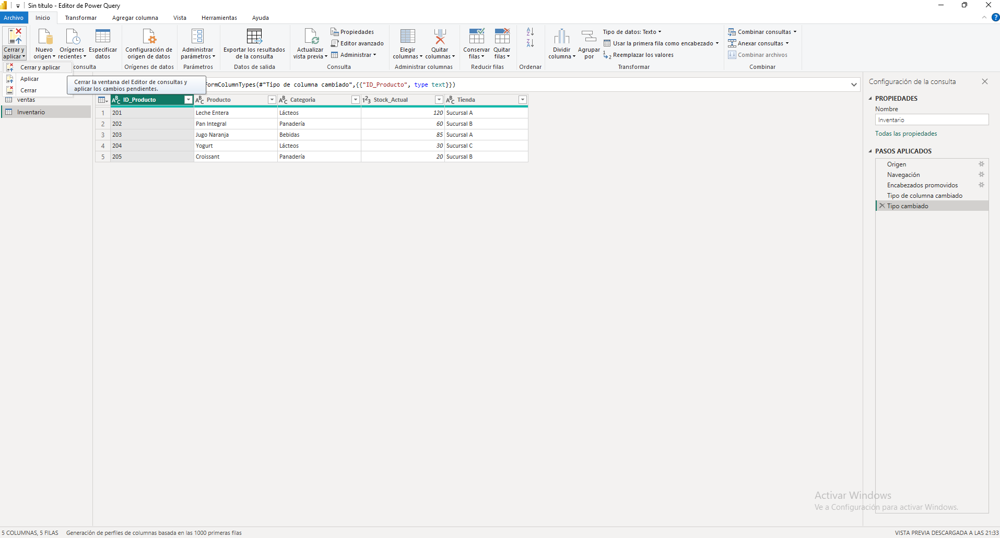 Sin título - Editor de Power Query
Archivo
Inicio
Transformar
Agregar columna
Vista
Herramientas
Ayuda
?
Cerrar y
aplicar
Nuevo
origen
Orígenes
recientes
Especificar
datos
Configuración de
origen de datos
Administrar
parámetros
Exportar los resultados
de la consulta
Actualizar
vista previa
Propiedades
Editor avanzado
Administrar
Elegir
columnas
Quitar
columnas
Conservar
filas
Quitar
filas
Dividir
columna
Agrupar
por
Tipo de datos: Texto
Usar la primera fila como encabezado
Reemplazar los valores
Combinar consultas
Anexar consultas
Combinar archivos
consulta
Orígenes de datos
Parámetros
Datos de salida
Consulta
Administrar columnas
Reducir filas
Ordenar
Transformar
Combinar
Cerrar y aplicar
Aplicar
Cerrar
Cerrar la ventana del Editor de consultas y
aplicar los cambios pendientes.
formColumnTypes(#"Tipo de columna cambiado",{{"ID_Producto", type text}})
ventas
Inventario
ID_Producto Producto Categoria Stock_Actual Tienda
1 201 Leche Entera Lácteos 120 Sucursal A
2 202 Pan Integral Panadería 60 Sucursal B
3 203 Jugo Naranja Bebidas 85 Sucursal A
4 204 Yogurt Lácteos 30 Sucursal C
5 205 Croissant Panadería 20 Sucursal B
Configuración de la consulta
PROPIEDADES
Nombre
Inventario
Todas las propiedades
PASOS APLICADOS
Origen
Navegación
Encabezados promovidos
Tipo de columna cambiado
Tipo cambiado
Activar Windows
Ve a Configuración para activar Windows.
5 COLUMNAS, 5 FILAS
Generación de perfiles de columnas basada en las 1000 primeras filas
VISTA PREVIA DESCARGADA A LAS 21:33